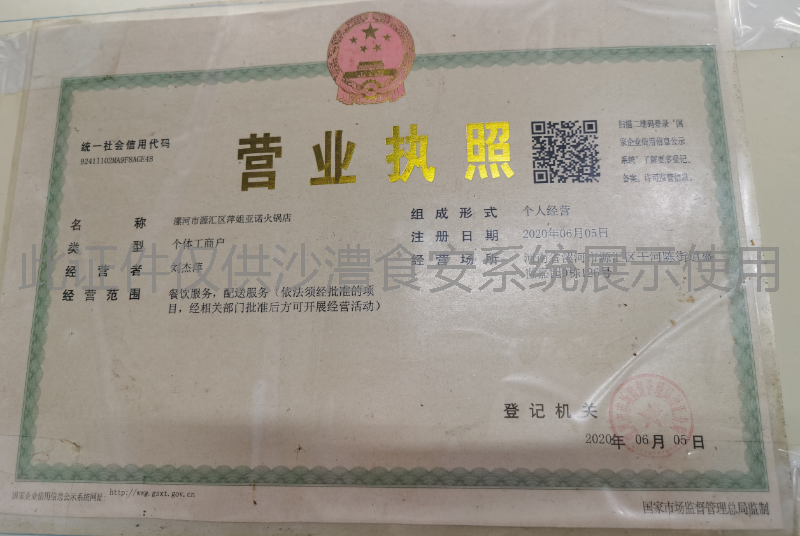 统一社会信用代码
92411102MA9F8AGE48
营业执照
扫描二维码登录“国
家企业信用信息公示
系统”了解更多登记、
备案、许可监管信息。
名称 漯河市源汇区萍姐亚诺火锅店
类型 个体工商户
经营者
经营范围 餐饮服务，配送服务（依法须经批准的项
目，经相关部门批准后方可开展经营活动）
组成形式 个人经营
注册日期 2020年06月05日
经营场所
此证件仅供沙澧食安系统展示使用
登记机关
2020年 06月 05日
国家企业信用信息公示系统网址：http://www.gsxt.gov.cn
国家市场监督管理总局监制